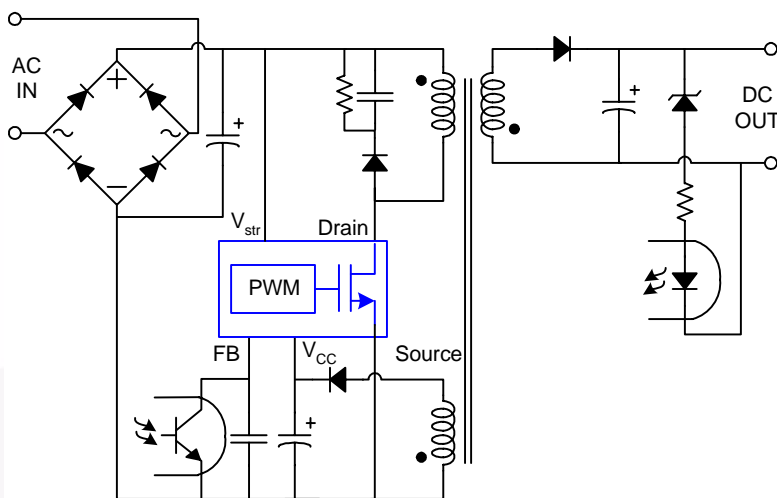 AC
IN
+
~
~
−
+
+
DC
OUT
Vstr
Drain
PWM
FB
VCC
Source
+